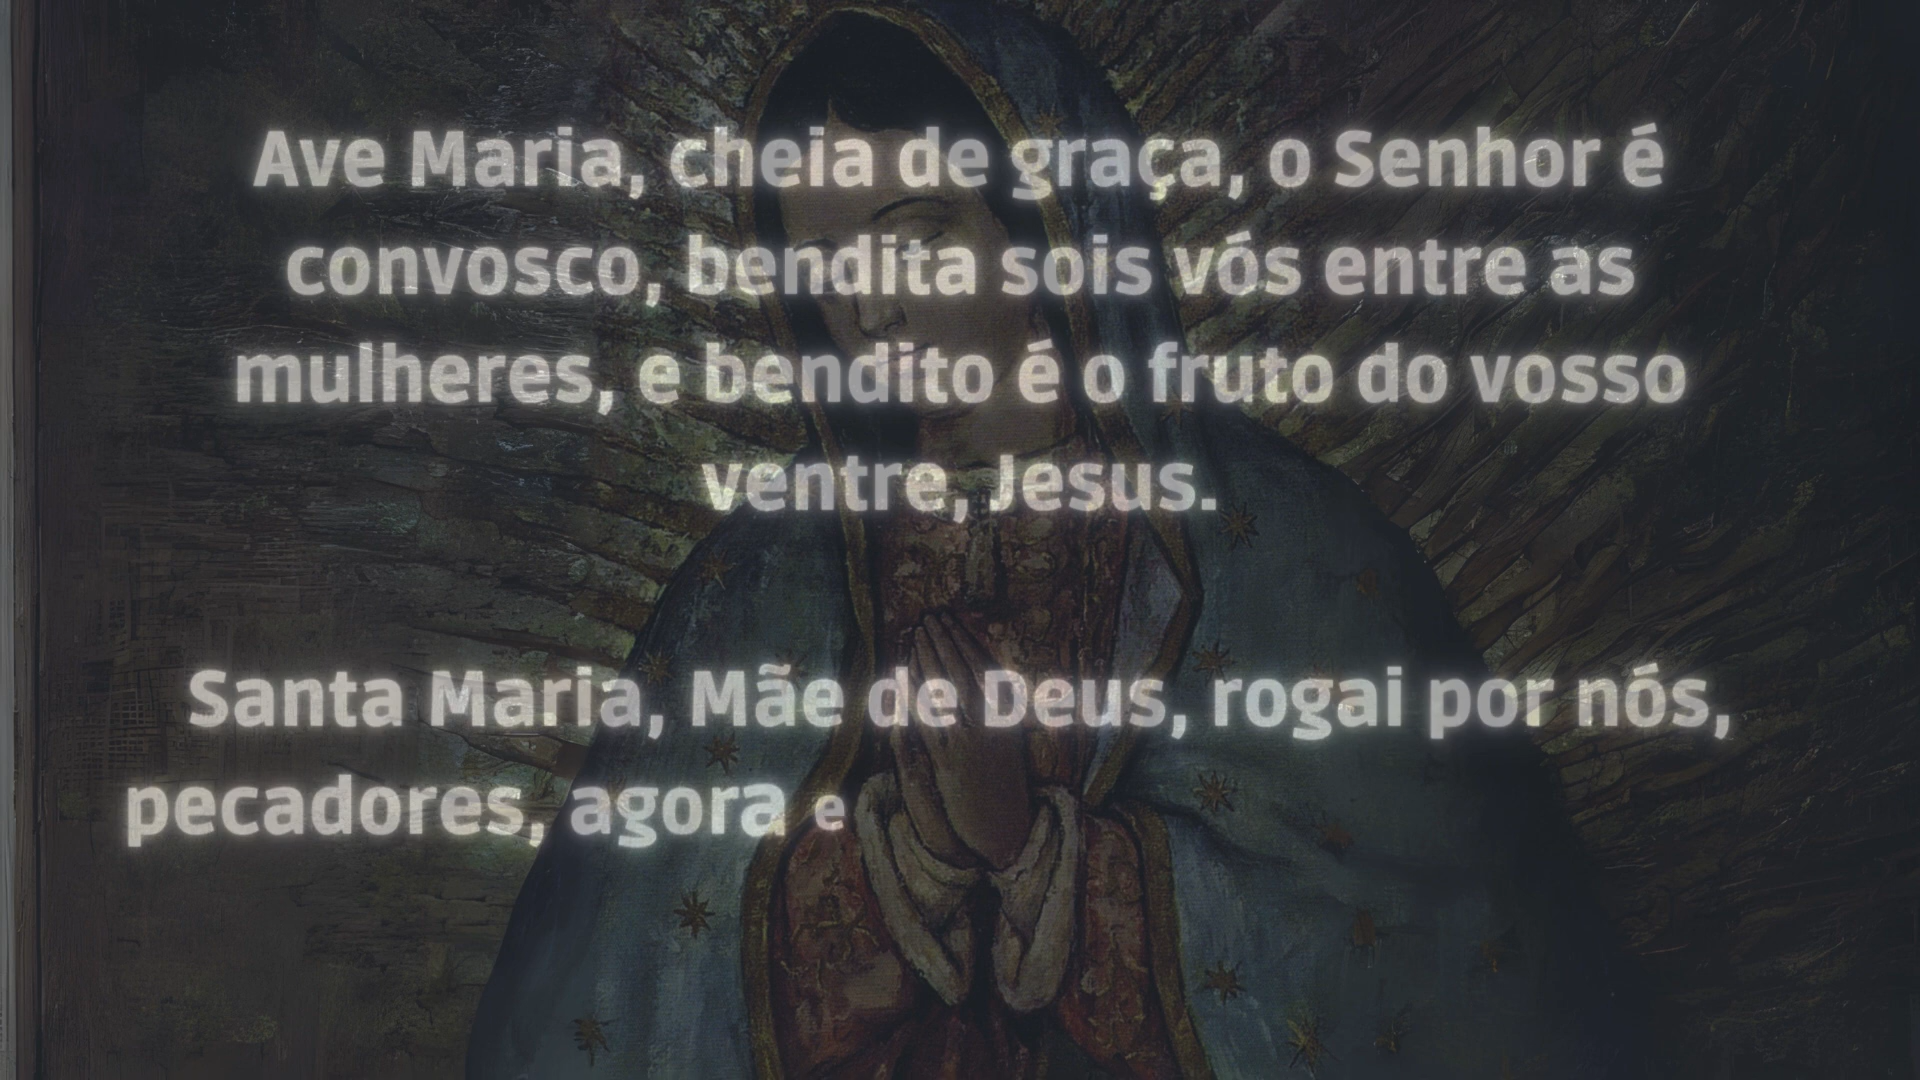 Ave Maria, cheia de graça, o Senhor é
convosco, bendita sois vós entre as
mulheres, e bendito é o fruto do vosso
ventre, Jesus.
Santa Maria, Mãe de Deus, rogai por nós,
pecadores, agora e